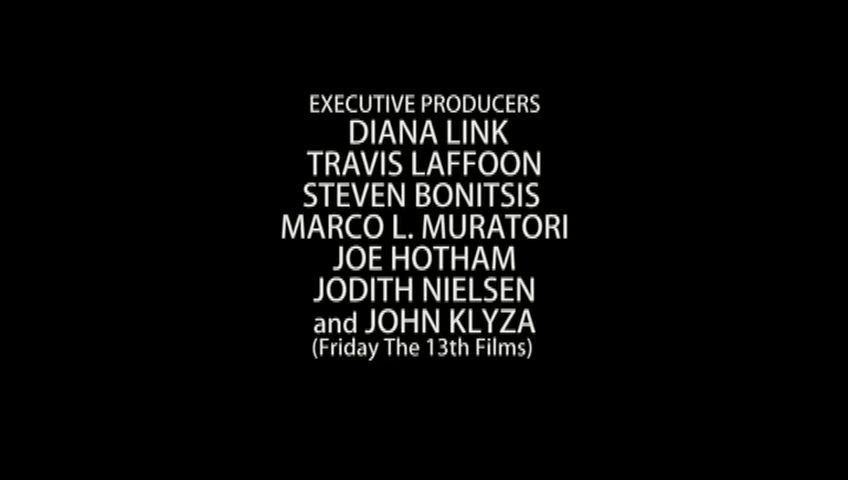 EXECUTIVE PRODUCERS
DIANA LINK
TRAVIS LAFFOON
STEVEN BONITSIS
MARCO L. MURATORI
JOE HOTHAM
JODITH NIELSEN
and JOHN KLYZA
(Friday The 13th Films)